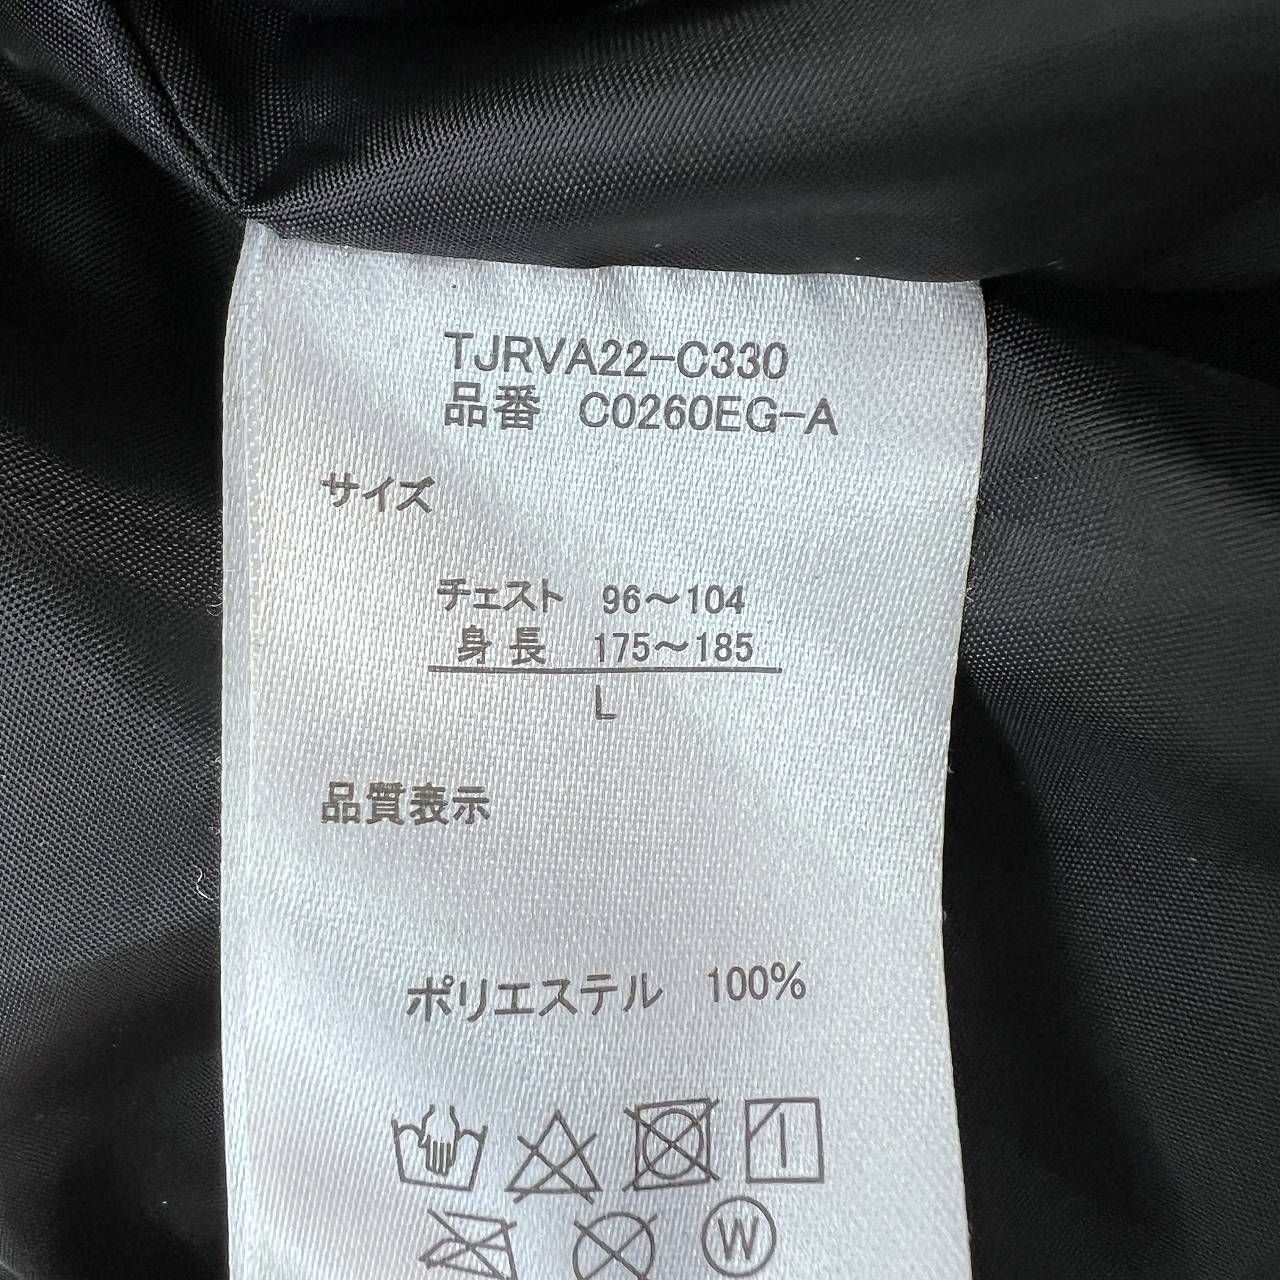 TJRVA22-C330
品番 C0260EG-A
サイズ
チェスト 96～104
身長 175～185
L
品質表示
ポリエステル 100%
W